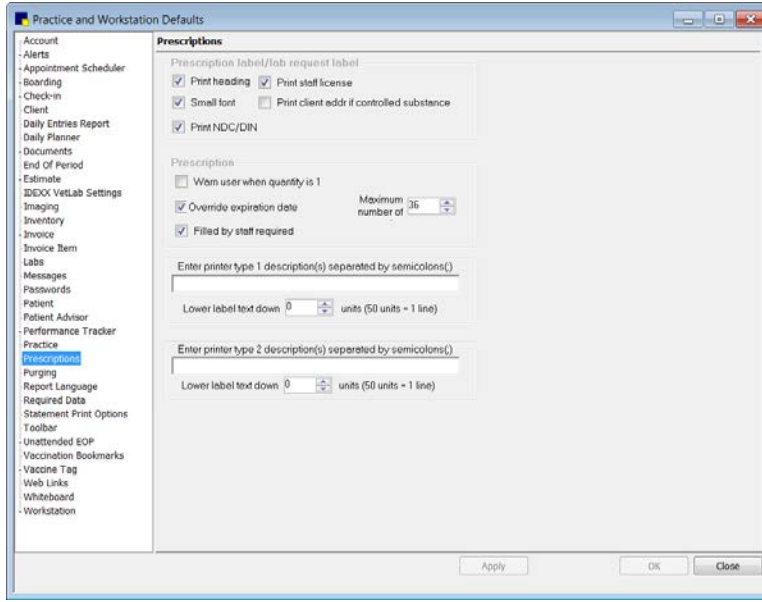 Practice and Workstation Defaults
Account
Alerts
Appointment Scheduler
Boarding
Check-in
Client
Daily Entries Report
Daily Planner
Documents
End Of Period
Estimate
IDEXX VetLab Settings
Imaging
Inventory
Invoice
Invoice Item
Labs
Messages
Passwords
Patient
Patient Advisor
Performance Tracker
Practice
Prescriptions
Purging
Report Language
Required Data
Statement Print Options
Toolbar
Unattended EOP
Vaccination Bookmarks
Vaccine Tag
Web Links
Whiteboard
Workstation
Prescriptions
Prescription label/lab request label
Print heading Print staff license
Small font Print client addr if controlled substance
Print NDC/DIN
Prescription
Warn user when quantity is 1
Override expiration date Maximum number of 36
Filled by staff required
Enter printer type 1 description(s) separated by semicolons(;)
Lower label text down 0 units (50 units = 1 line)
Enter printer type 2 description(s) separated by semicolons(;)
Lower label text down 0 units (50 units = 1 line)
Apply OK Close